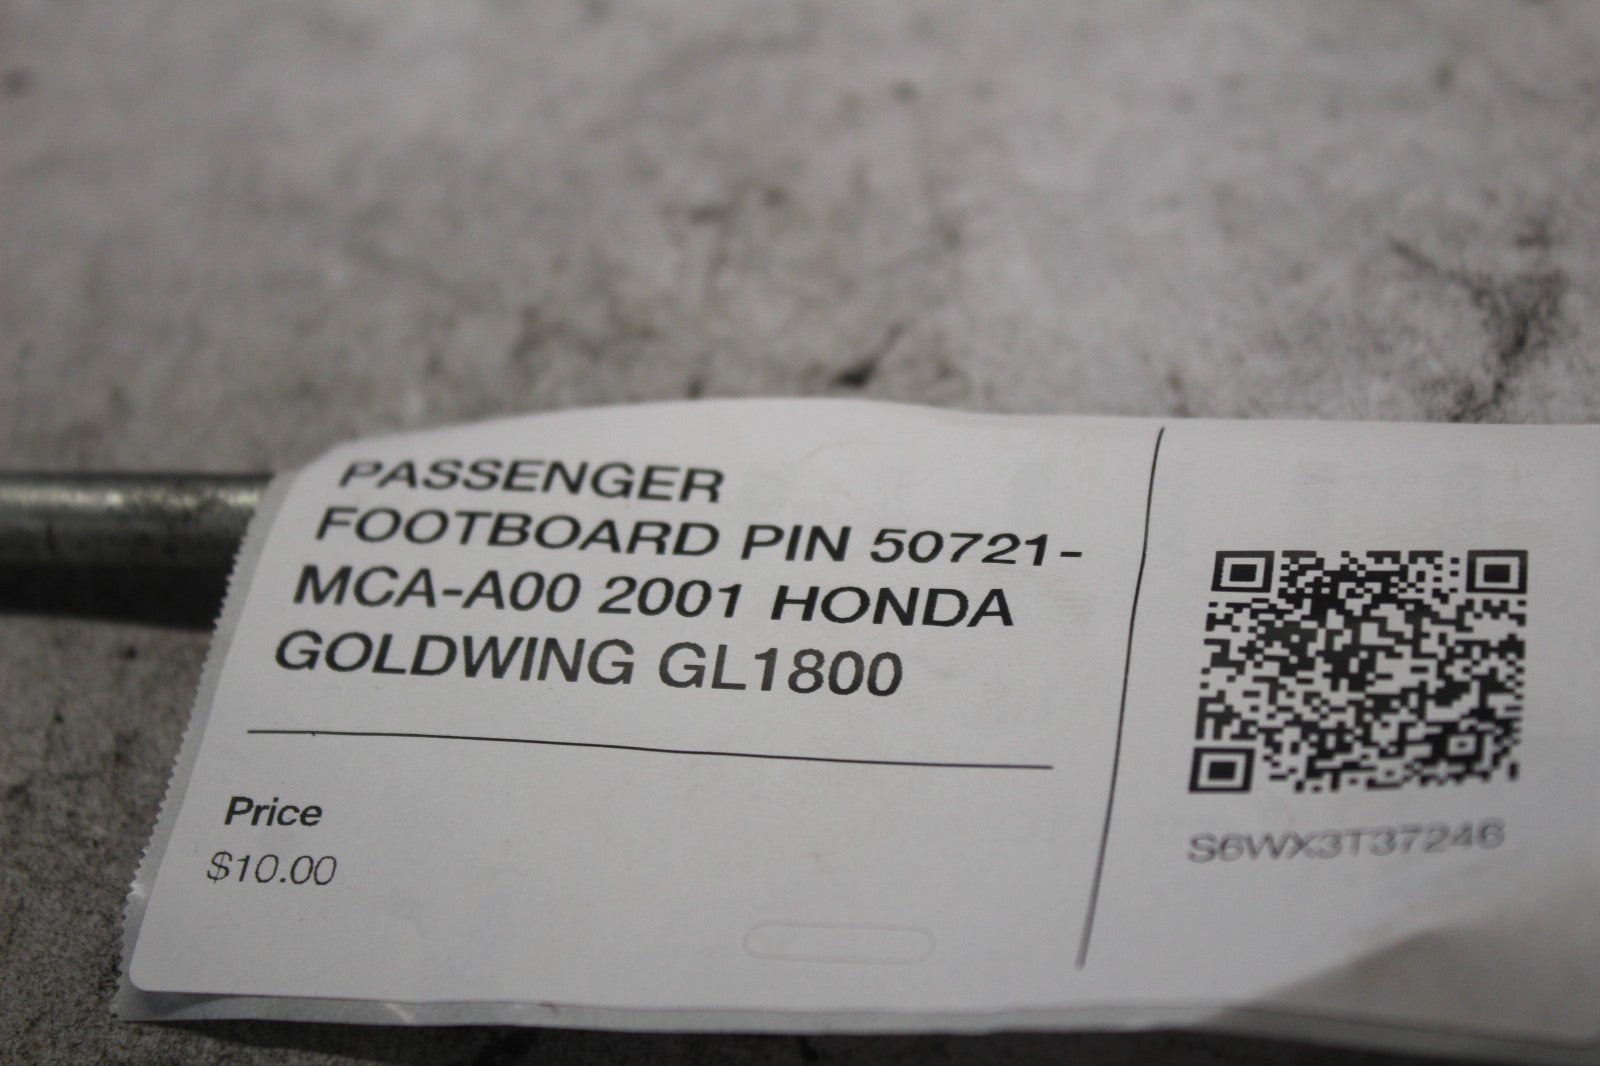 PASSENGER
FOOTBOARD PIN 50721-
MCA-A00 2001 HONDA
GOLDWING GL1800
Price
$10.00
S6WX3T37246